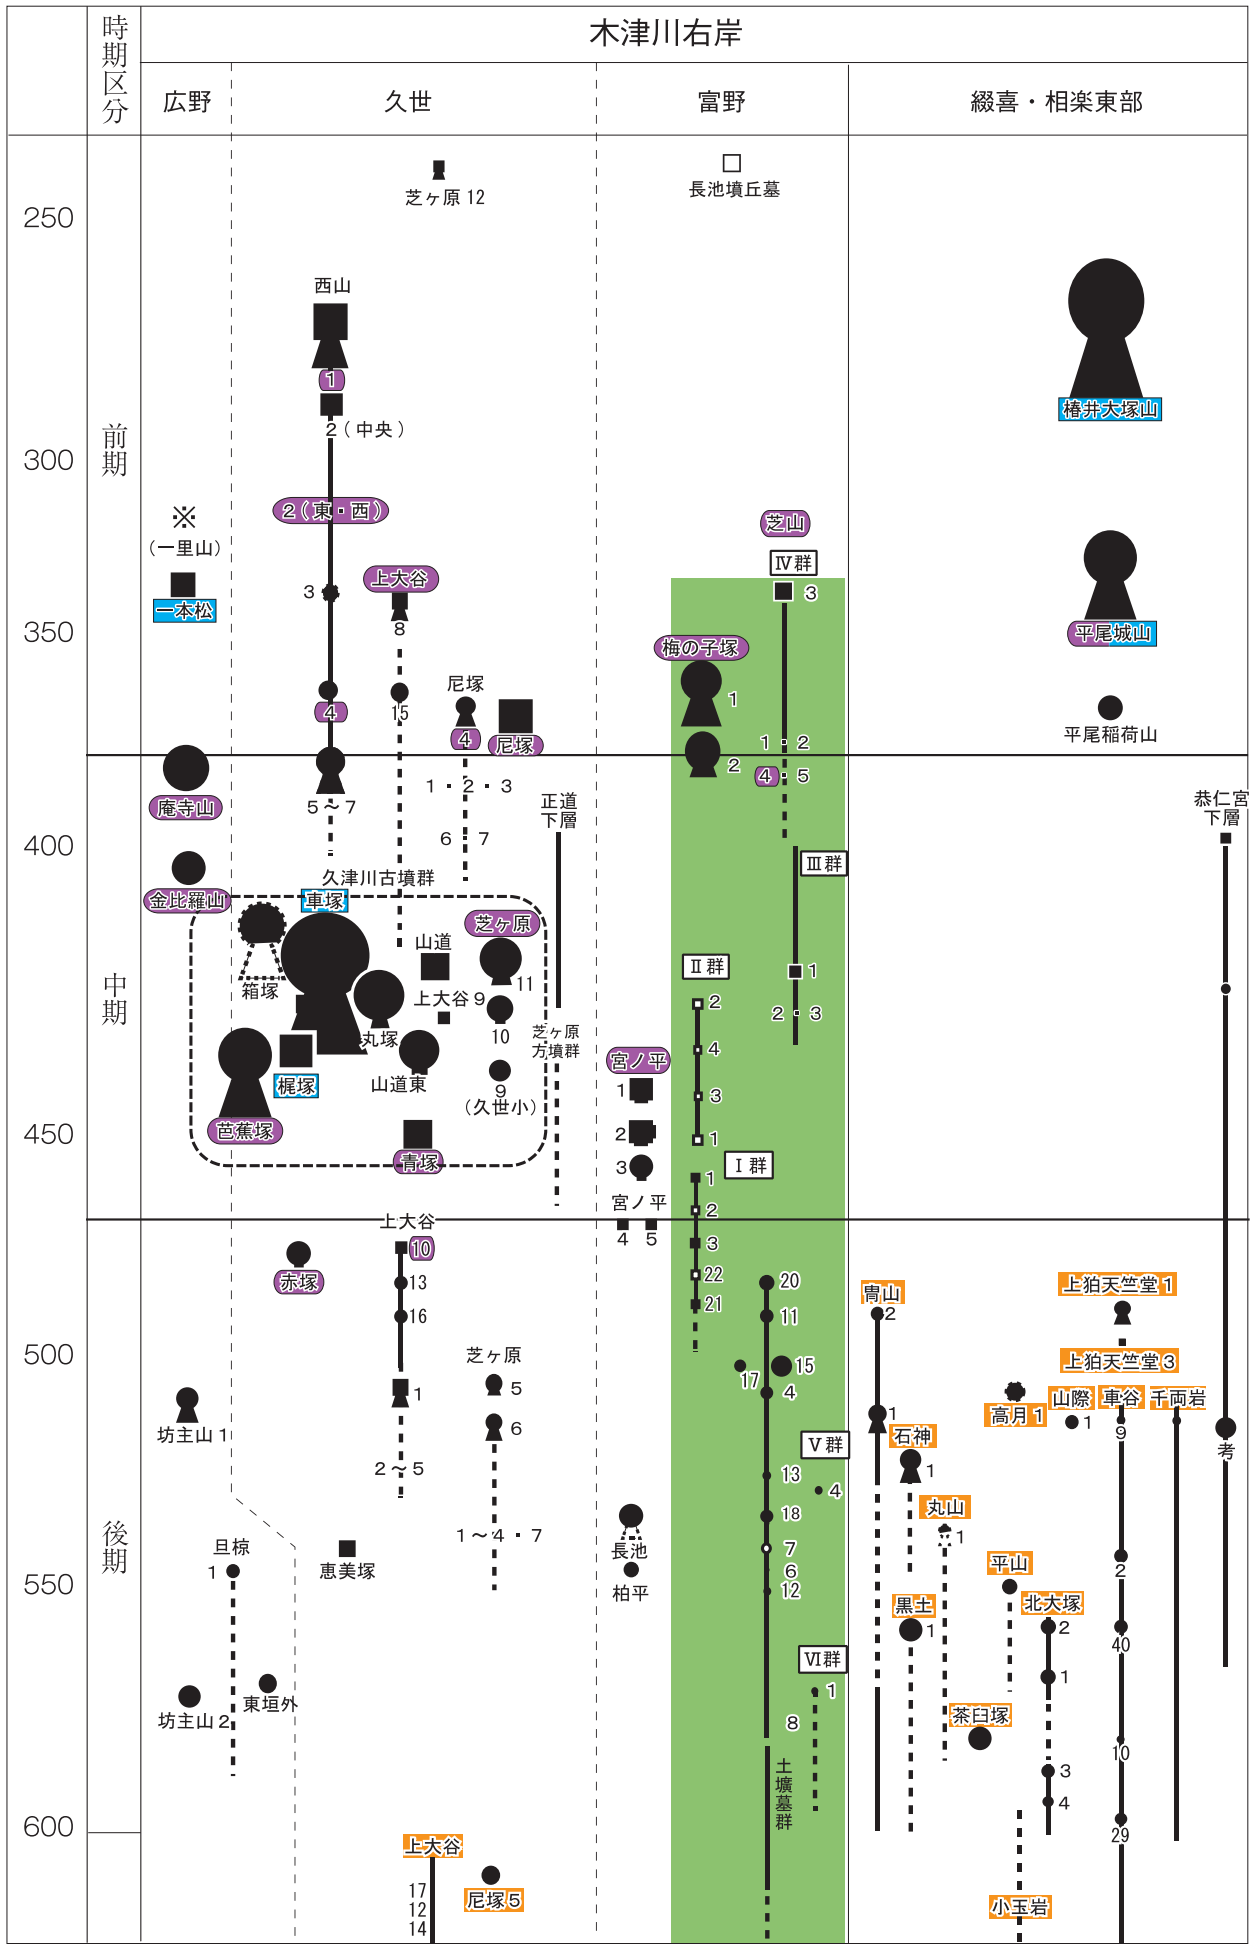 時期区分
木津川右岸
広野
久世
富野
綴喜・相楽東部
250
300
350
400
450
500
550
600
前期
中期
後期
※
(一里山)
一本松
庵寺山
金比羅山
坊主山1
旦椋
1
坊主山2
東垣外
芝ヶ原12
西山
1
2(中央)
2(東・西)
3
4
5～7
上大谷
8
15
尼塚
4
尼塚
1・2・3
6・7
正道
下層
久津川古墳群
車塚
箱塚
丸塚
梶塚
芭蕉塚
山道
上大谷9
山道東
青塚
芝ヶ原
11
10
9
(久世小)
芝ヶ原
方墳群
赤塚
上大谷
10
13
16
1
2～5
芝ヶ原
5
6
1～4・7
恵美塚
上大谷
17
12
14
尼塚5
長池墳丘墓
芝山
Ⅳ群
3
梅の子塚
1
2
1・2
4・5
Ⅲ群
1
2・3
Ⅱ群
2
4
3
1
Ⅰ群
1
2
3
22
21
宮ノ平
1
2
3
宮ノ平
4
5
20
11
15
17
4
Ⅴ群
13
4
18
7
6
12
長池
柏平
Ⅵ群
1
8
土壙墓群
椿井大塚山
平尾城山
平尾稲荷山
恭仁宮
下層
考
冑山
2
1
石神
1
丸山
1
黒土
1
平山
北大塚
2
1
3
4
茶臼塚
小玉岩
上狛天竺堂1
上狛天竺堂3
高月1
山際
1
車谷
9
2
40
10
29
千両岩